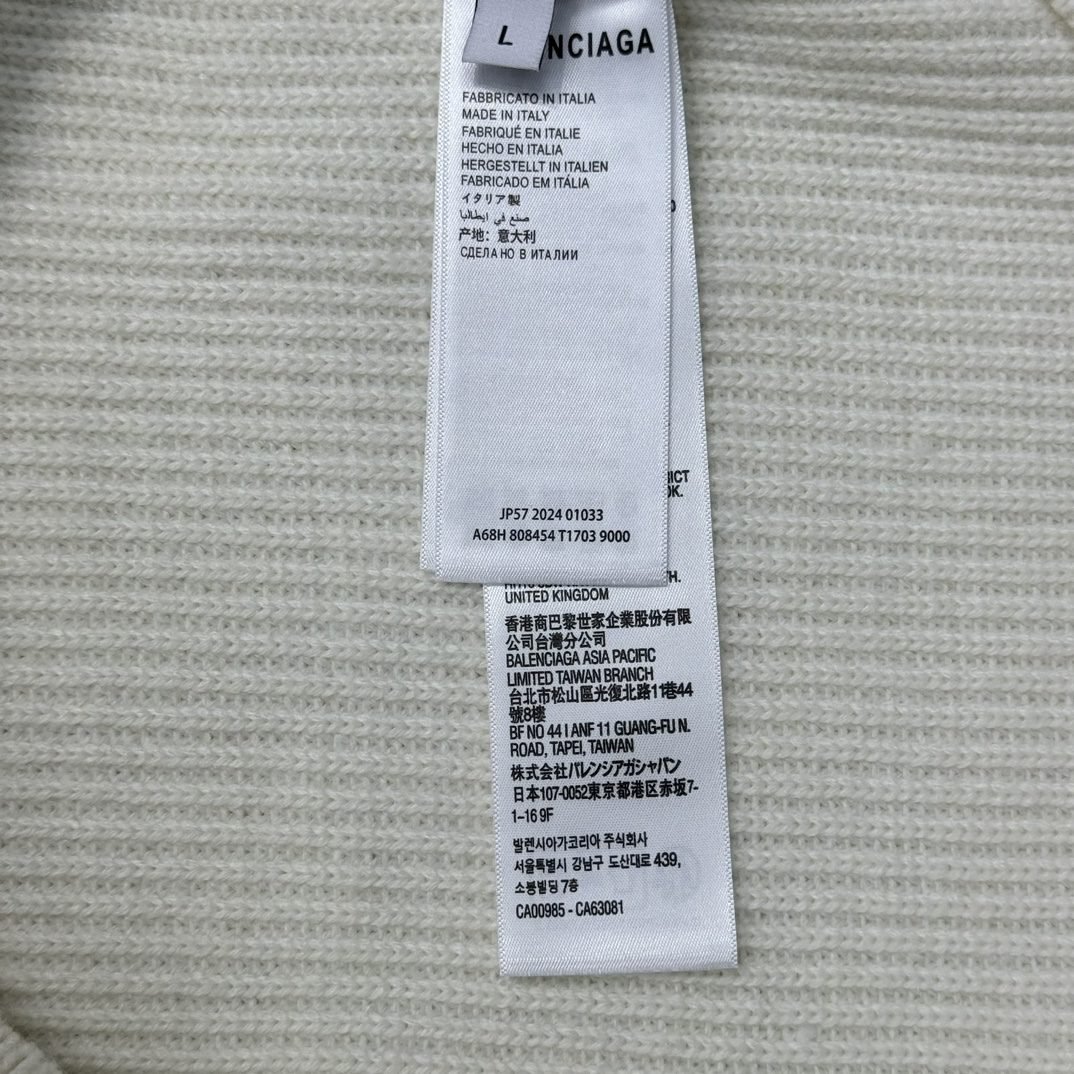 L
NCIAGA
FABBRICATO IN ITALIA
MADE IN ITALY
FABRIQUÉ EN ITALIE
HECHO EN ITALIA
HERGESTELLT IN ITALIEN
FABRICADO EM ITÁLIA
イタリア製
صنع في ايطاليا
产地：意大利
СДЕЛАНО В ИТАЛИИ
JP57 2024 01033
A68H 808454 T1703 9000
UNITED KINGDOM
香港商巴黎世家企業股份有限
公司台灣分公司
BALENCIAGA ASIA PACIFIC
LIMITED TAIWAN BRANCH
台北市松山區光復北路11巷44
號8樓
BF NO 44 I ANF 11 GUANG-FU N.
ROAD, TAPEI, TAIWAN
株式会社バレンシアガジャパン
日本107-0052東京都港区赤坂7-
1-16 9F
발렌시아가코리아 주식회사
서울특별시 강남구 도산대로 439,
소봉빌딩 7층
CA00985 - CA63081